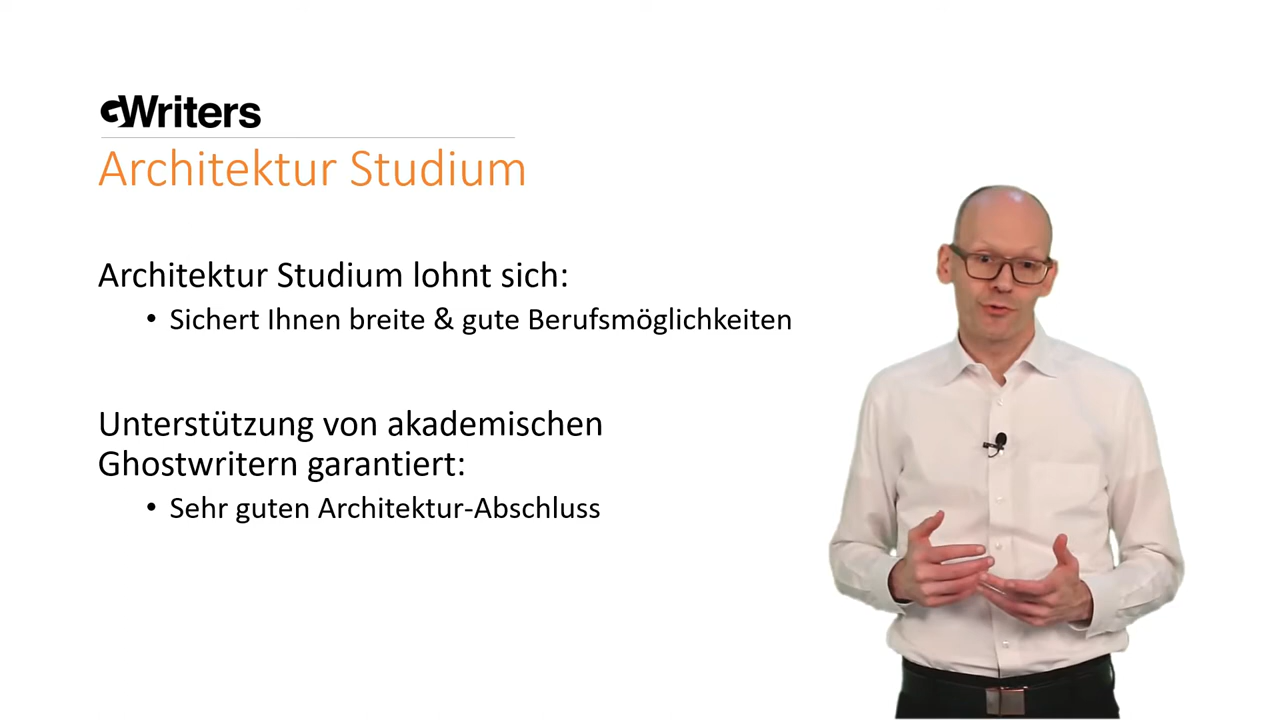 GWriters
Architektur Studium
Architektur Studium lohnt sich:
• Sichert Ihnen breite & gute Berufsmöglichkeiten
Unterstützung von akademischen
Ghostwritern garantiert:
• Sehr guten Architektur-Abschluss